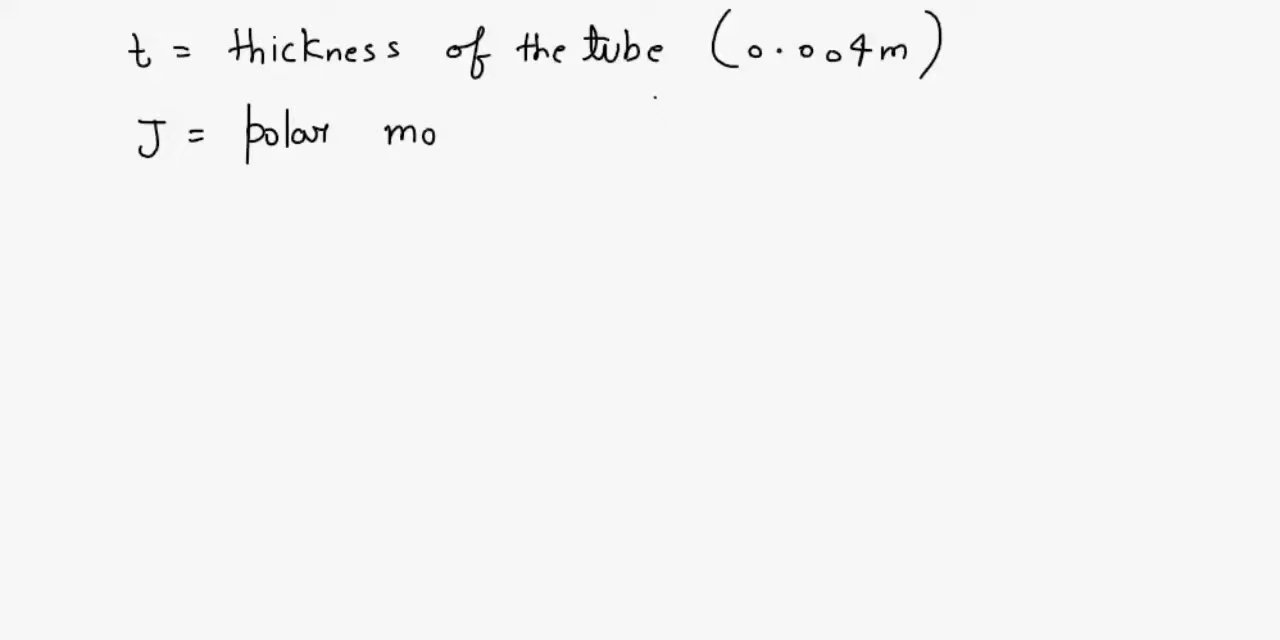 t = thickness of the tube (0.004m)
J = polar mo